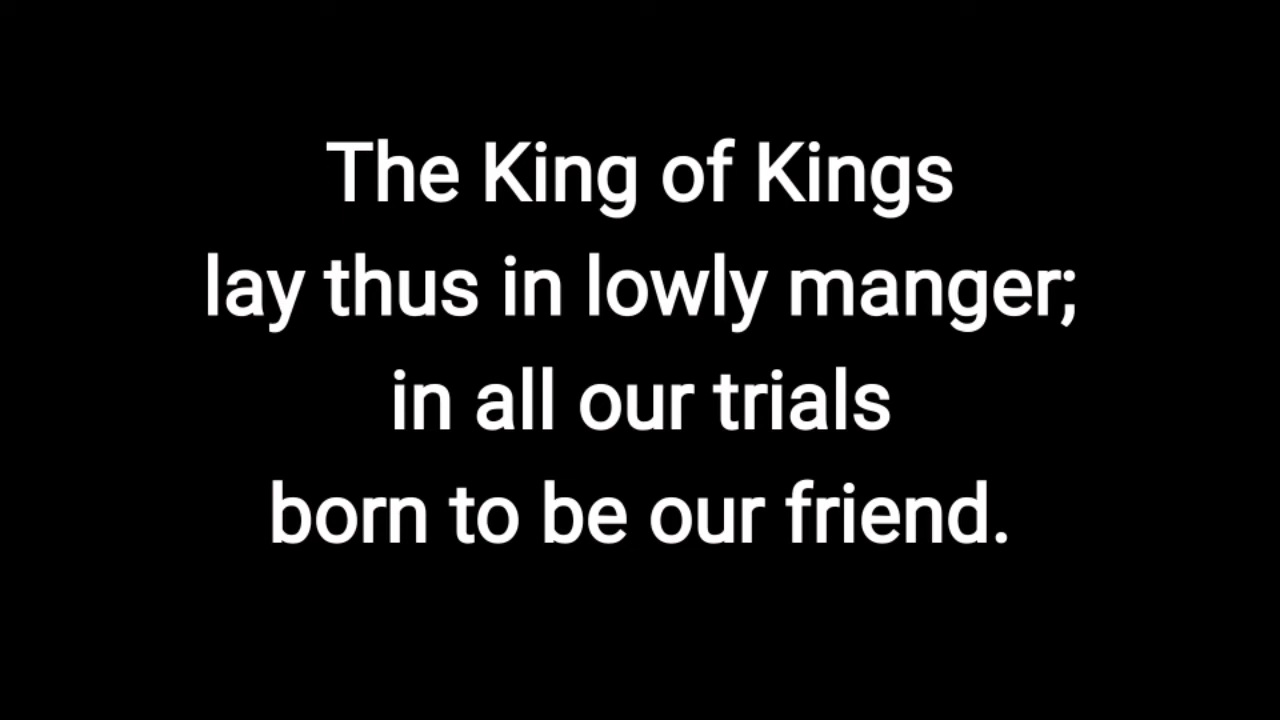 The King of Kings
lay thus in lowly manger;
in all our trials
born to be our friend.